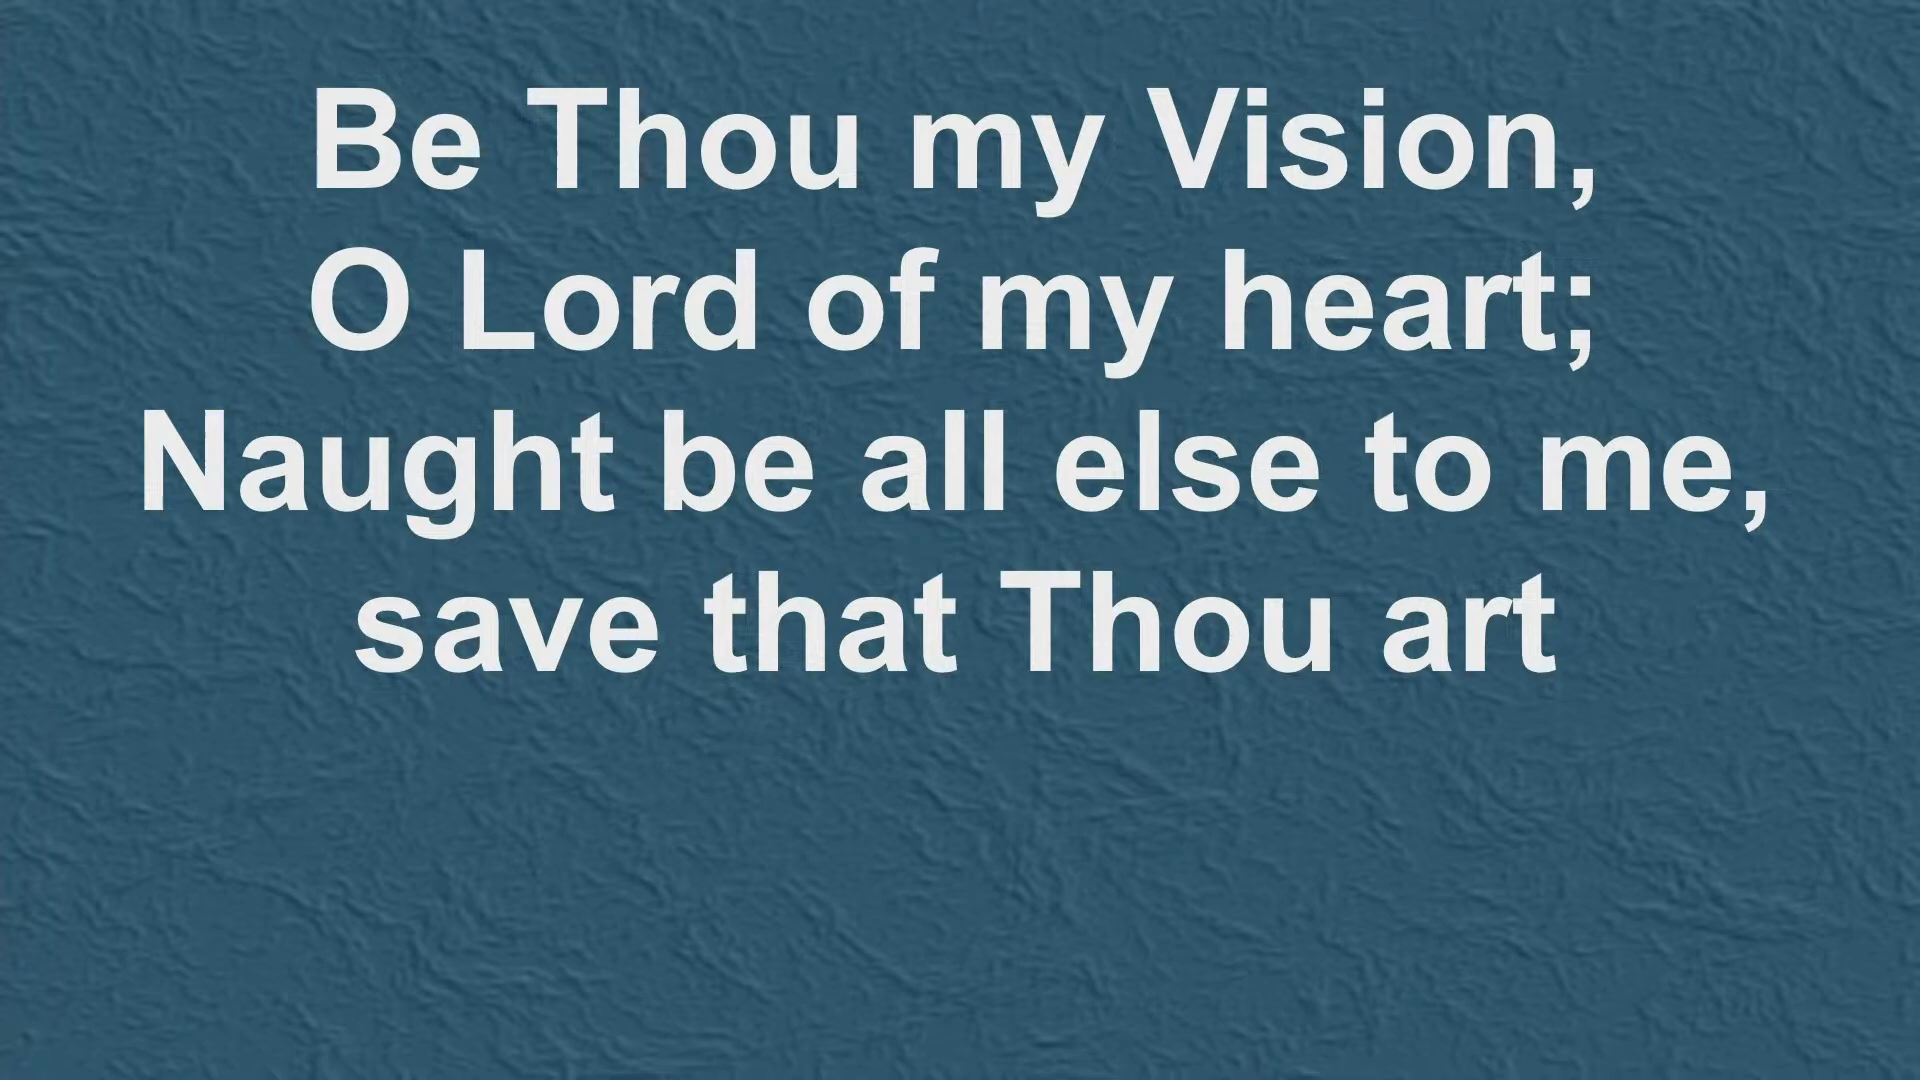 Be Thou my Vision,
O Lord of my heart;
Naught be all else to me,
save that Thou art